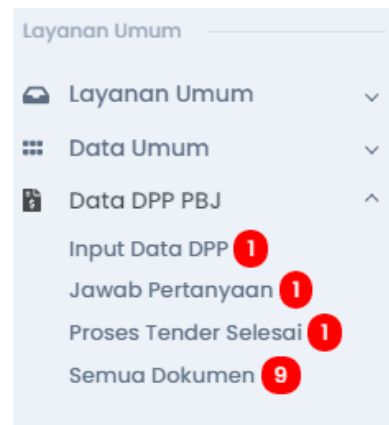 Layanan Umum
Layanan Umum
Data Umum
Data DPP PBJ
Input Data DPP 1
Jawab Pertanyaan 1
Proses Tender Selesai 1
Semua Dokumen 9